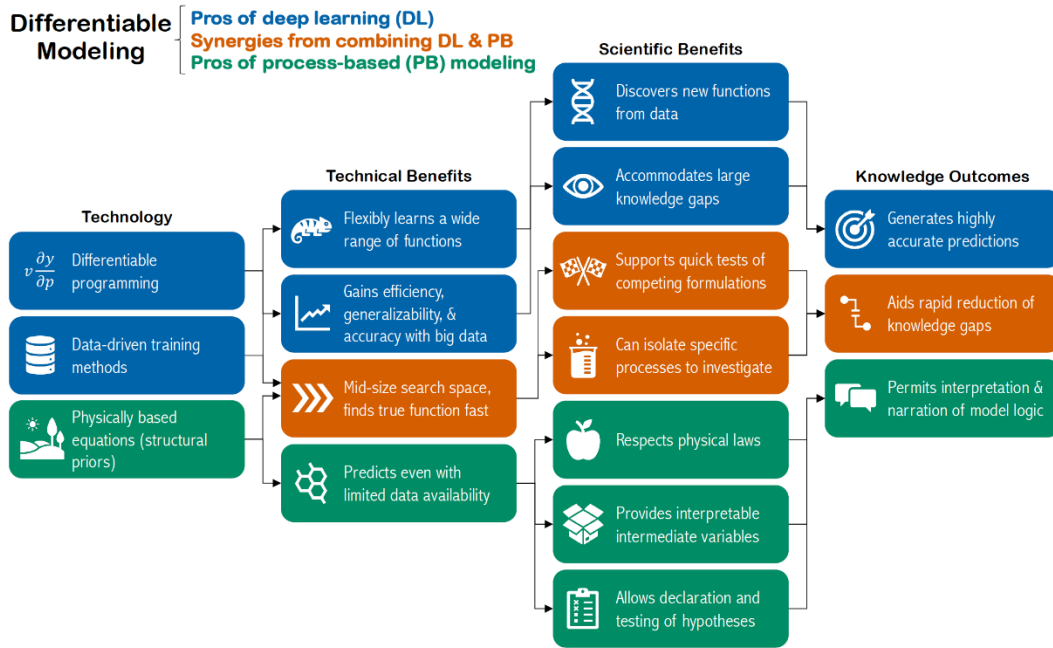 Differentiable
Modeling
Pros of deep learning (DL)
Synergies from combining DL & PB
Pros of process-based (PB) modeling
Technology
v ∂y/∂p
Differentiable
programming
Data-driven training
methods
Physically based
equations (structural
priors)
Technical Benefits
Flexibly learns a wide
range of functions
Gains efficiency,
generalizability, &
accuracy with big data
Mid-size search space,
finds true function fast
Predicts even with
limited data availability
Scientific Benefits
Discovers new functions
from data
Accommodates large
knowledge gaps
Supports quick tests of
competing formulations
Can isolate specific
processes to investigate
Respects physical laws
Provides interpretable
intermediate variables
Allows declaration and
testing of hypotheses
Knowledge Outcomes
Generates highly
accurate predictions
Aids rapid reduction of
knowledge gaps
Permits interpretation &
narration of model logic